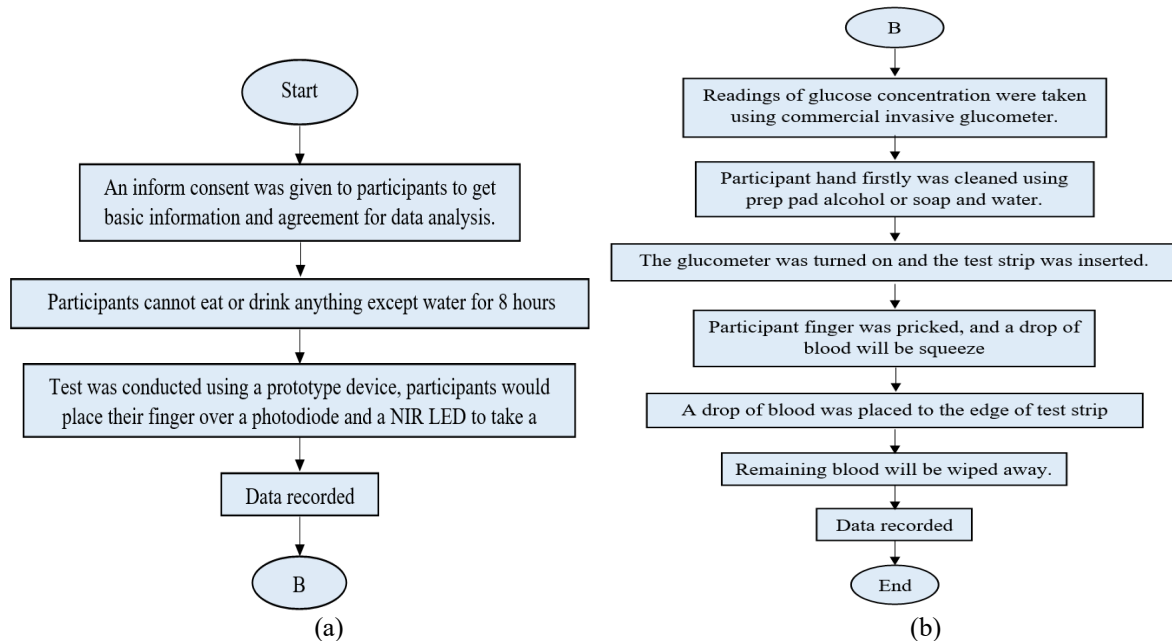 Start
An inform consent was given to participants to get
basic information and agreement for data analysis.
Participants cannot eat or drink anything except water for 8 hours
Test was conducted using a prototype device, participants would
place their finger over a photodiode and a NIR LED to take a
Data recorded
B
(a)
B
Readings of glucose concentration were taken
using commercial invasive glucometer.
Participant hand firstly was cleaned using
prep pad alcohol or soap and water.
The glucometer was turned on and the test strip was inserted.
Participant finger was pricked, and a drop of
blood will be squeeze
A drop of blood was placed to the edge of test strip
Remaining blood will be wiped away.
Data recorded
End
(b)